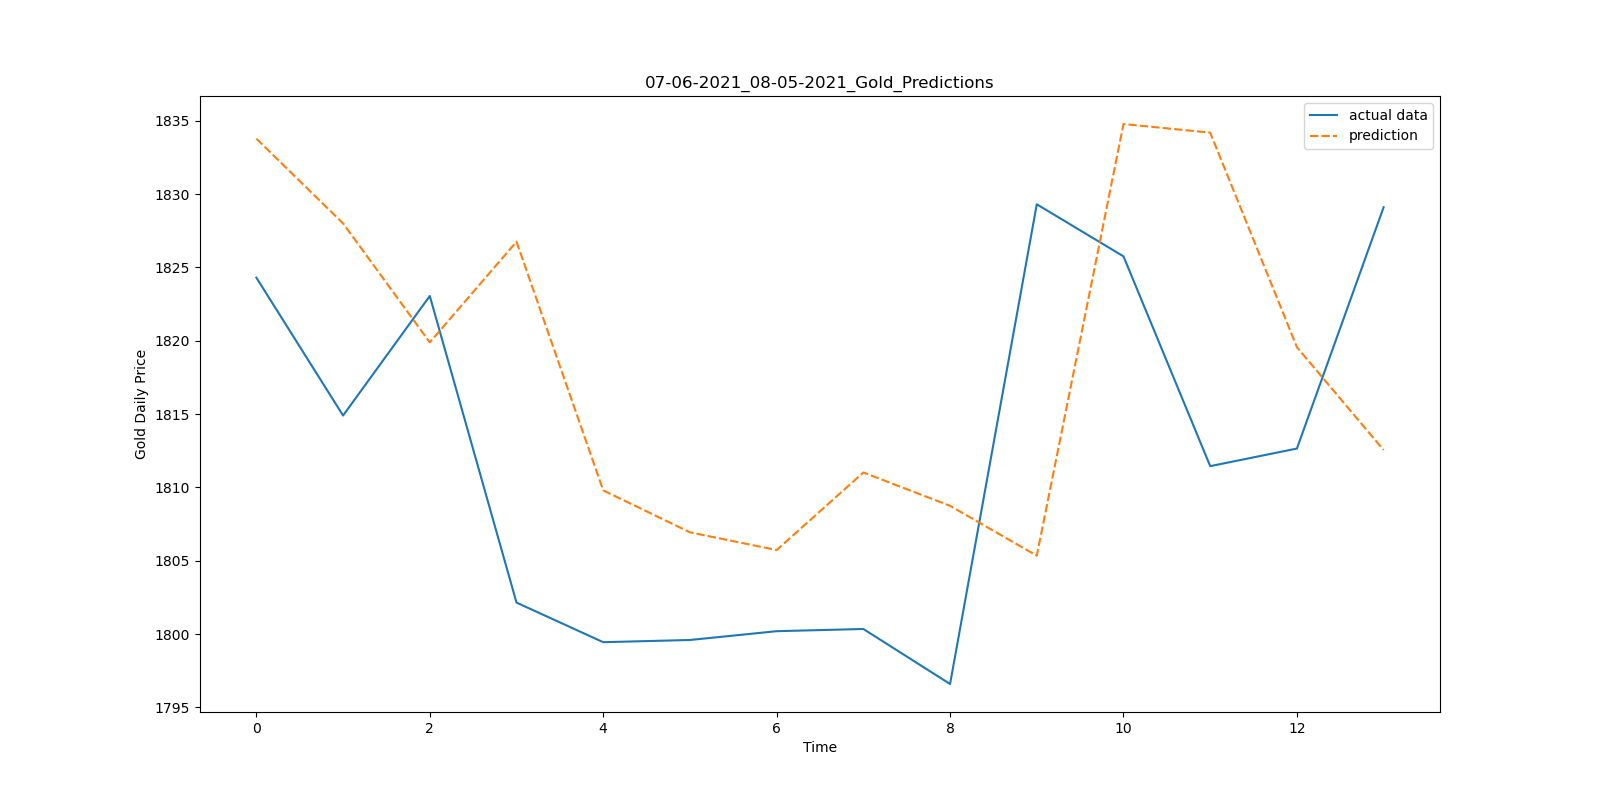 07-06-2021_08-05-2021_Gold_Predictions
actual data
prediction
Gold Daily Price
1835
1830
1825
1820
1815
1810
1805
1800
1795
0 2 4 6 8 10 12
Time